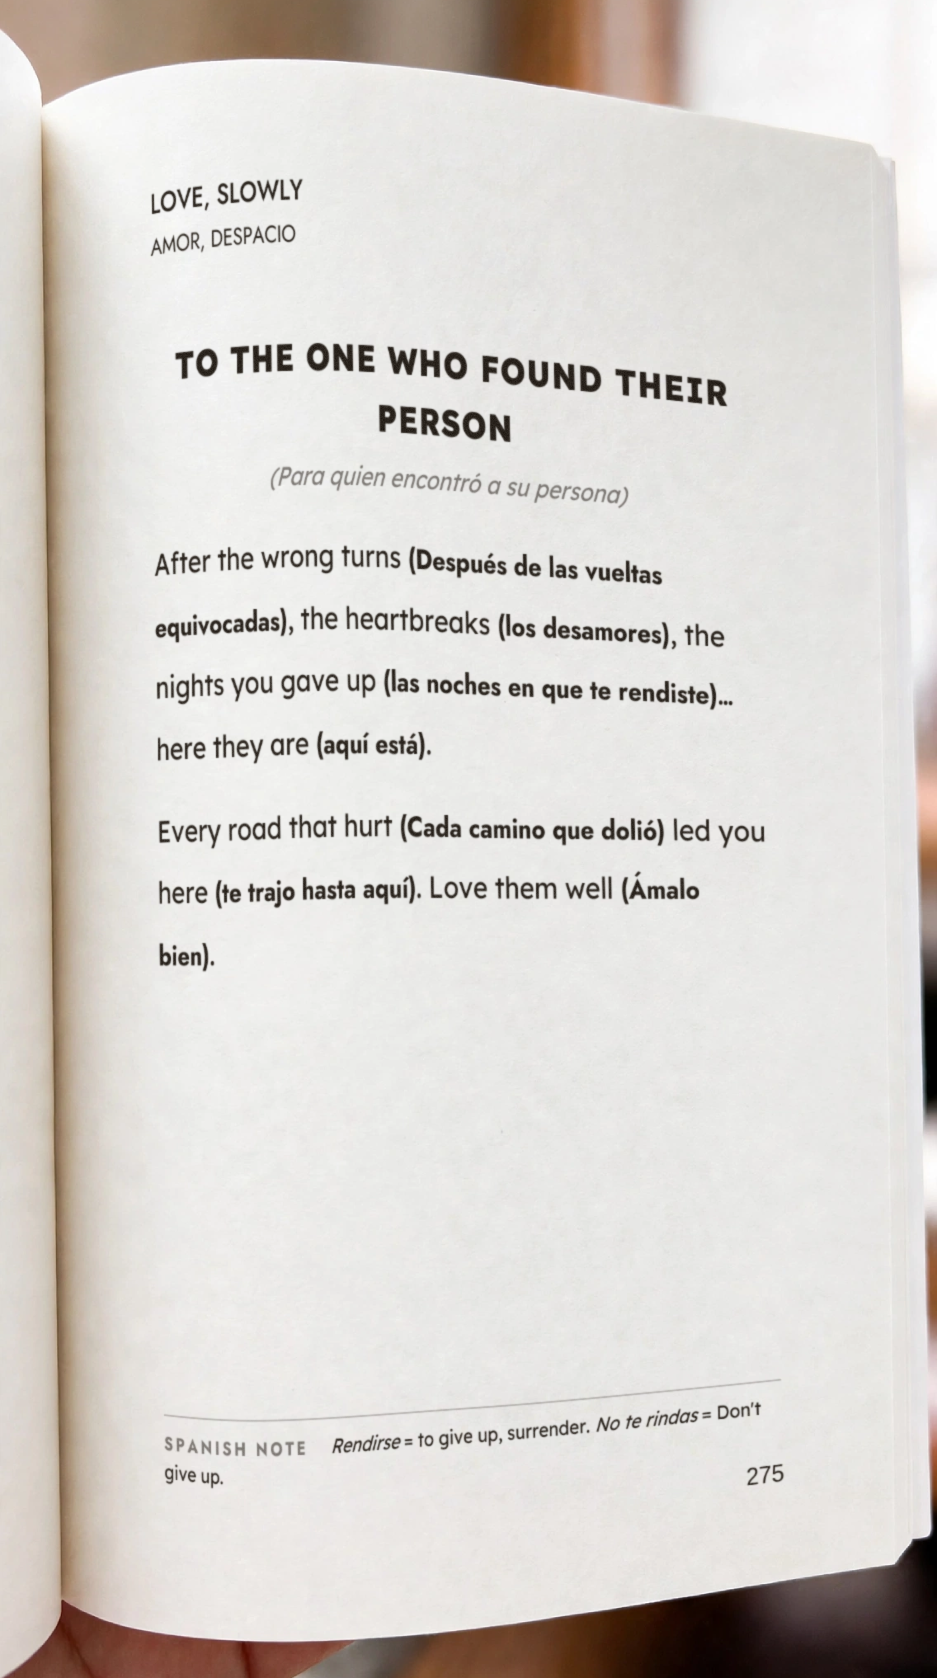 LOVE, SLOWLY
AMOR, DESPACIO
TO THE ONE WHO FOUND THEIR
PERSON
(Para quien encontró a su persona)
After the wrong turns (Después de las vueltas
equivocadas), the heartbreaks (los desamores), the
nights you gave up (las noches en que te rendiste)...
here they are (aquí está).
Every road that hurt (Cada camino que dolió) led you
here (te trajo hasta aquí). Love them well (Ámalo
bien).
SPANISH NOTE Rendirse = to give up, surrender. No te rindas = Don't
give up.
275